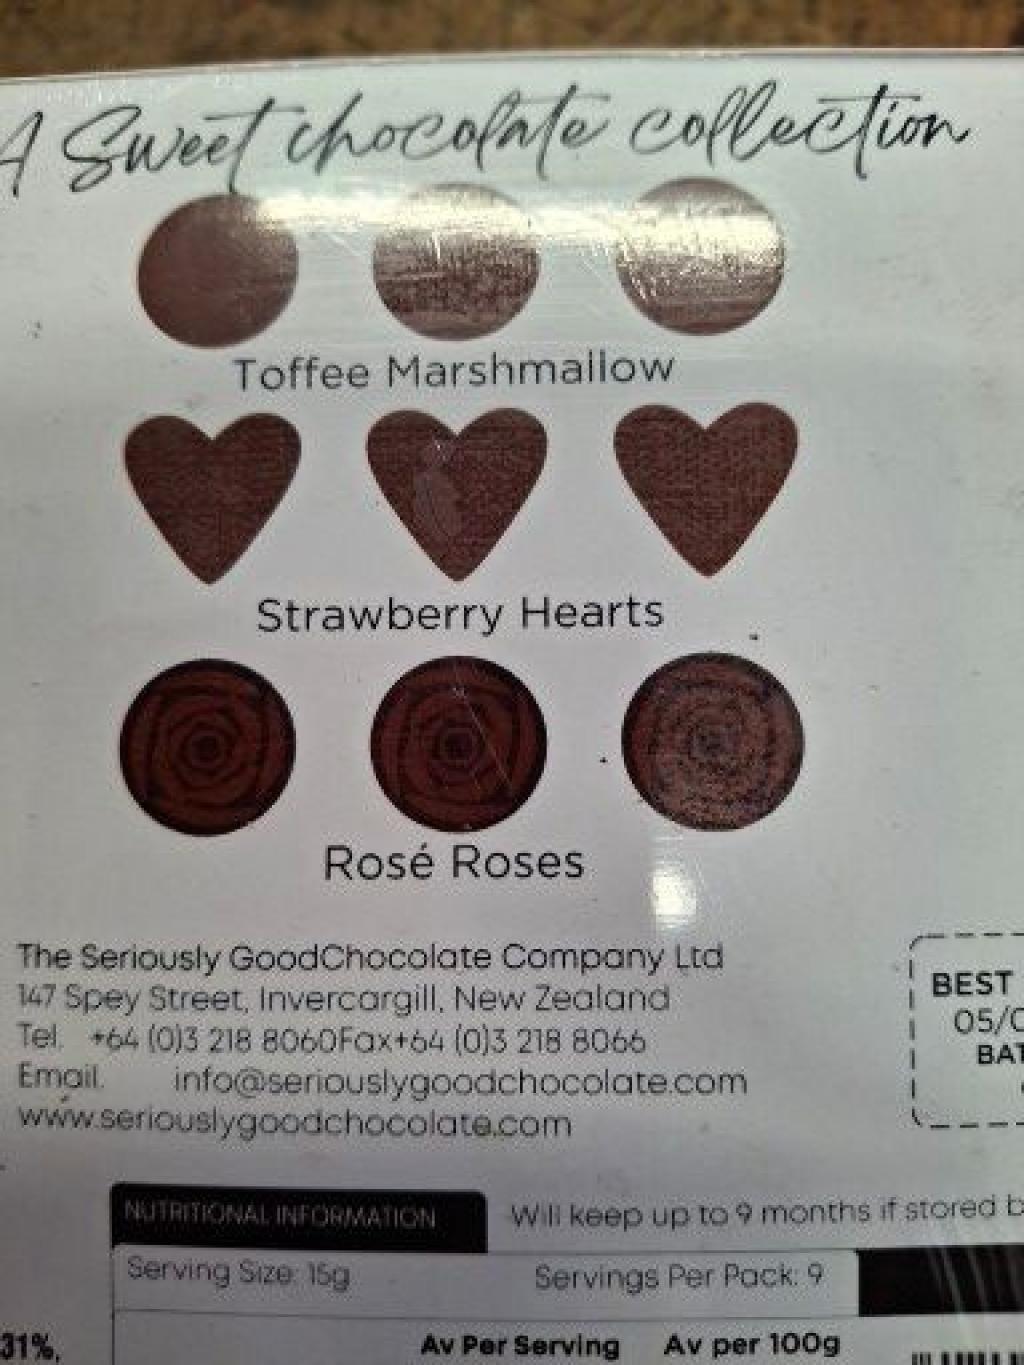 A Sweet chocolate collection
Toffee Marshmallow
Strawberry Hearts
Rosé Roses
The Seriously GoodChocolate Company Ltd
147 Spey Street, Invercargill, New Zealand
Tel. +64 (0)3 218 8060Fax+64 (0)3 218 8066
Email. info@seriouslygoodchocolate.com
www.seriouslygoodchocolate.com
BEST
05/0
BAT
NUTRITIONAL INFORMATION
Will keep up to 9 months if stored b
Serving Size: 15g Servings Per Pack: 9
31%,
Av Per Serving Av per 100g